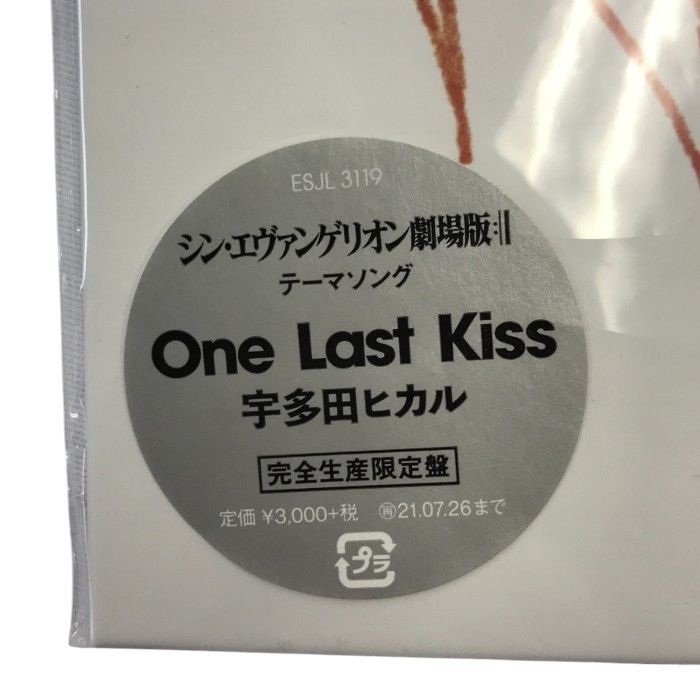 ESJL 3119
シン・エヴァンゲリオン劇場版:||
テーマソング
One Last Kiss
宇多田ヒカル
完全生産限定盤
定価 ¥3,000+税 ㊞21.07.26まで
プラ